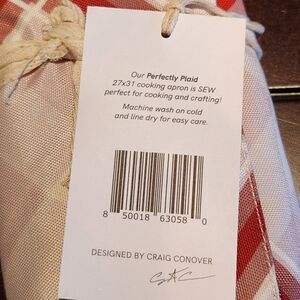 Our Perfectly Plaid
27x31 cooking apron is SEW
perfect for cooking and crafting!
Machine wash on cold
and line dry for easy care.
8 50018 63058 0
DESIGNED BY CRAIG CONOVER